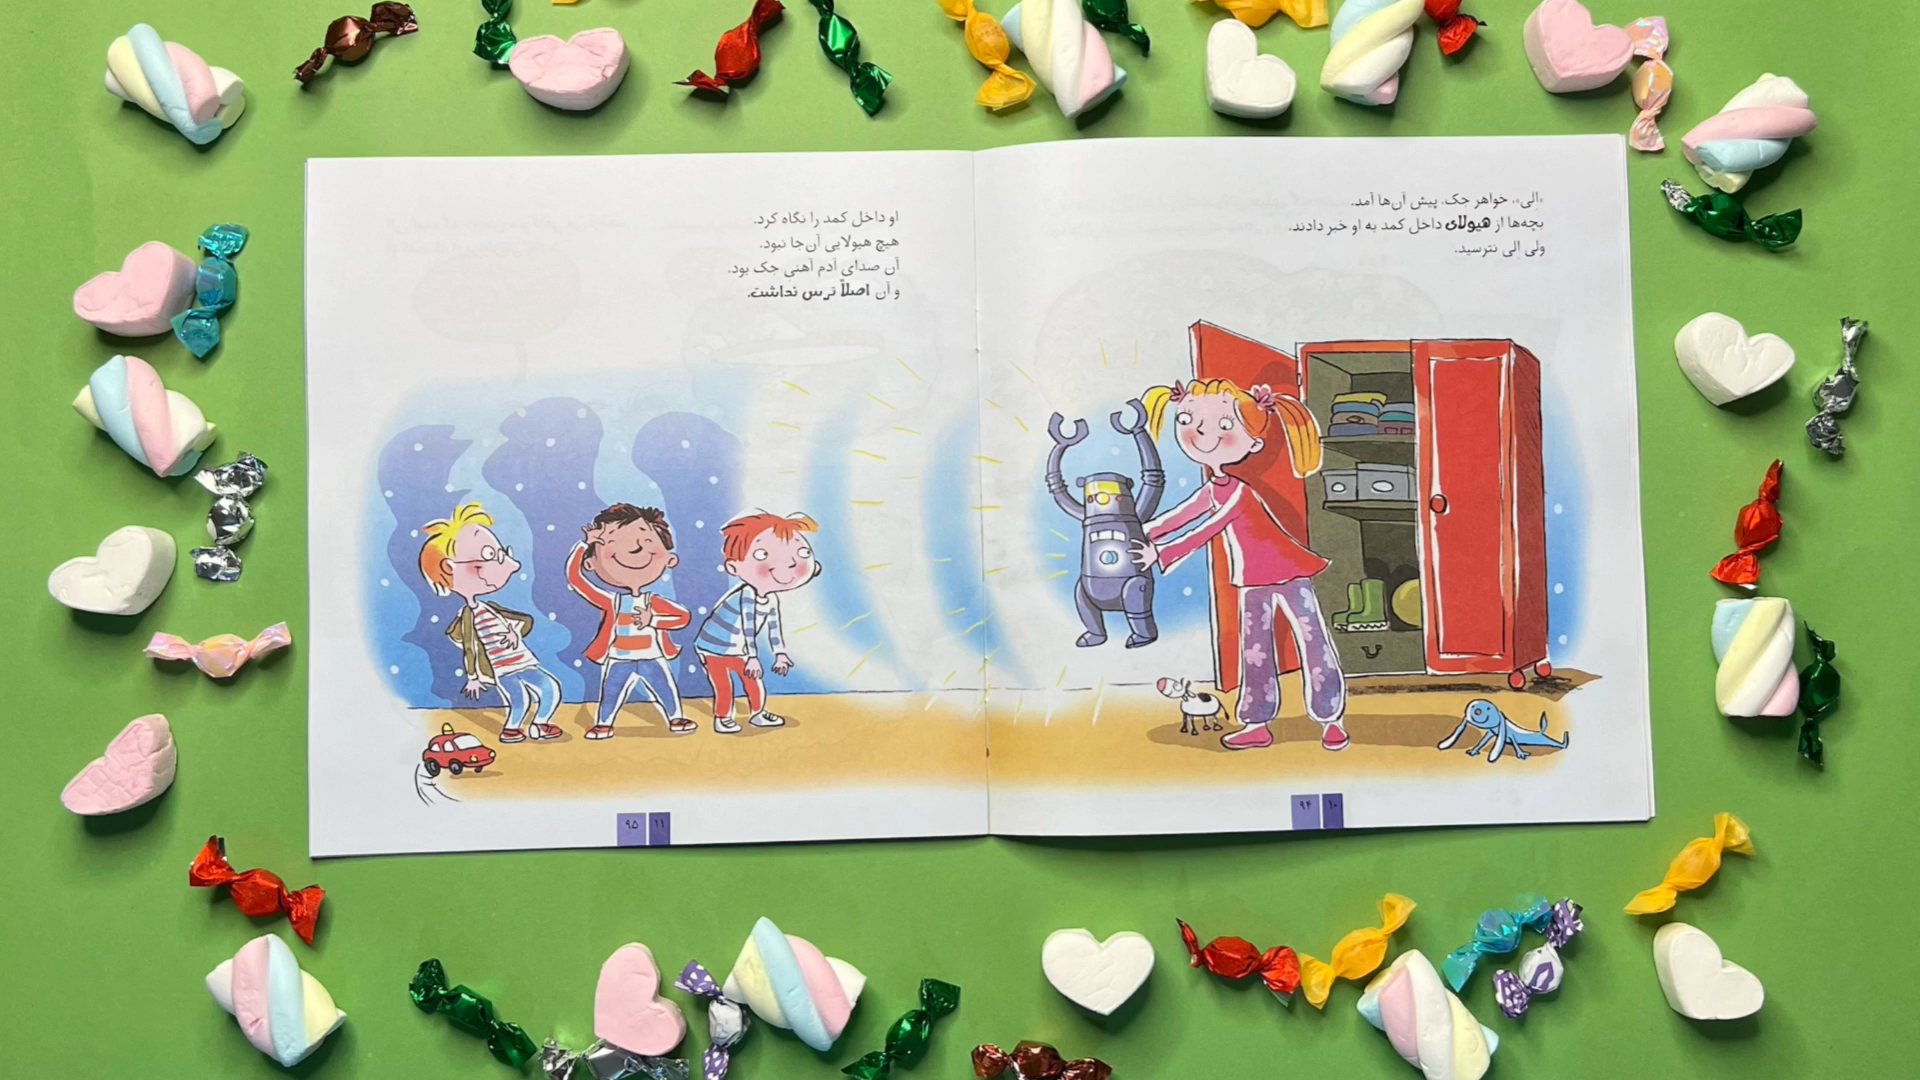 «اِلی»، خواهر جک، پیش آن‌ها آمد.
بچه‌ها از هیولای داخل کمد به او خبر دادند.
ولی اِلی نترسید.
۹۴ ۱۰
او داخل کمد را نگاه کرد.
هیچ هیولایی آن‌جا نبود.
آن صدای آدم آهنی جک بود.
و آن اصلاً ترس نداشت.
۹۵ ۱۱